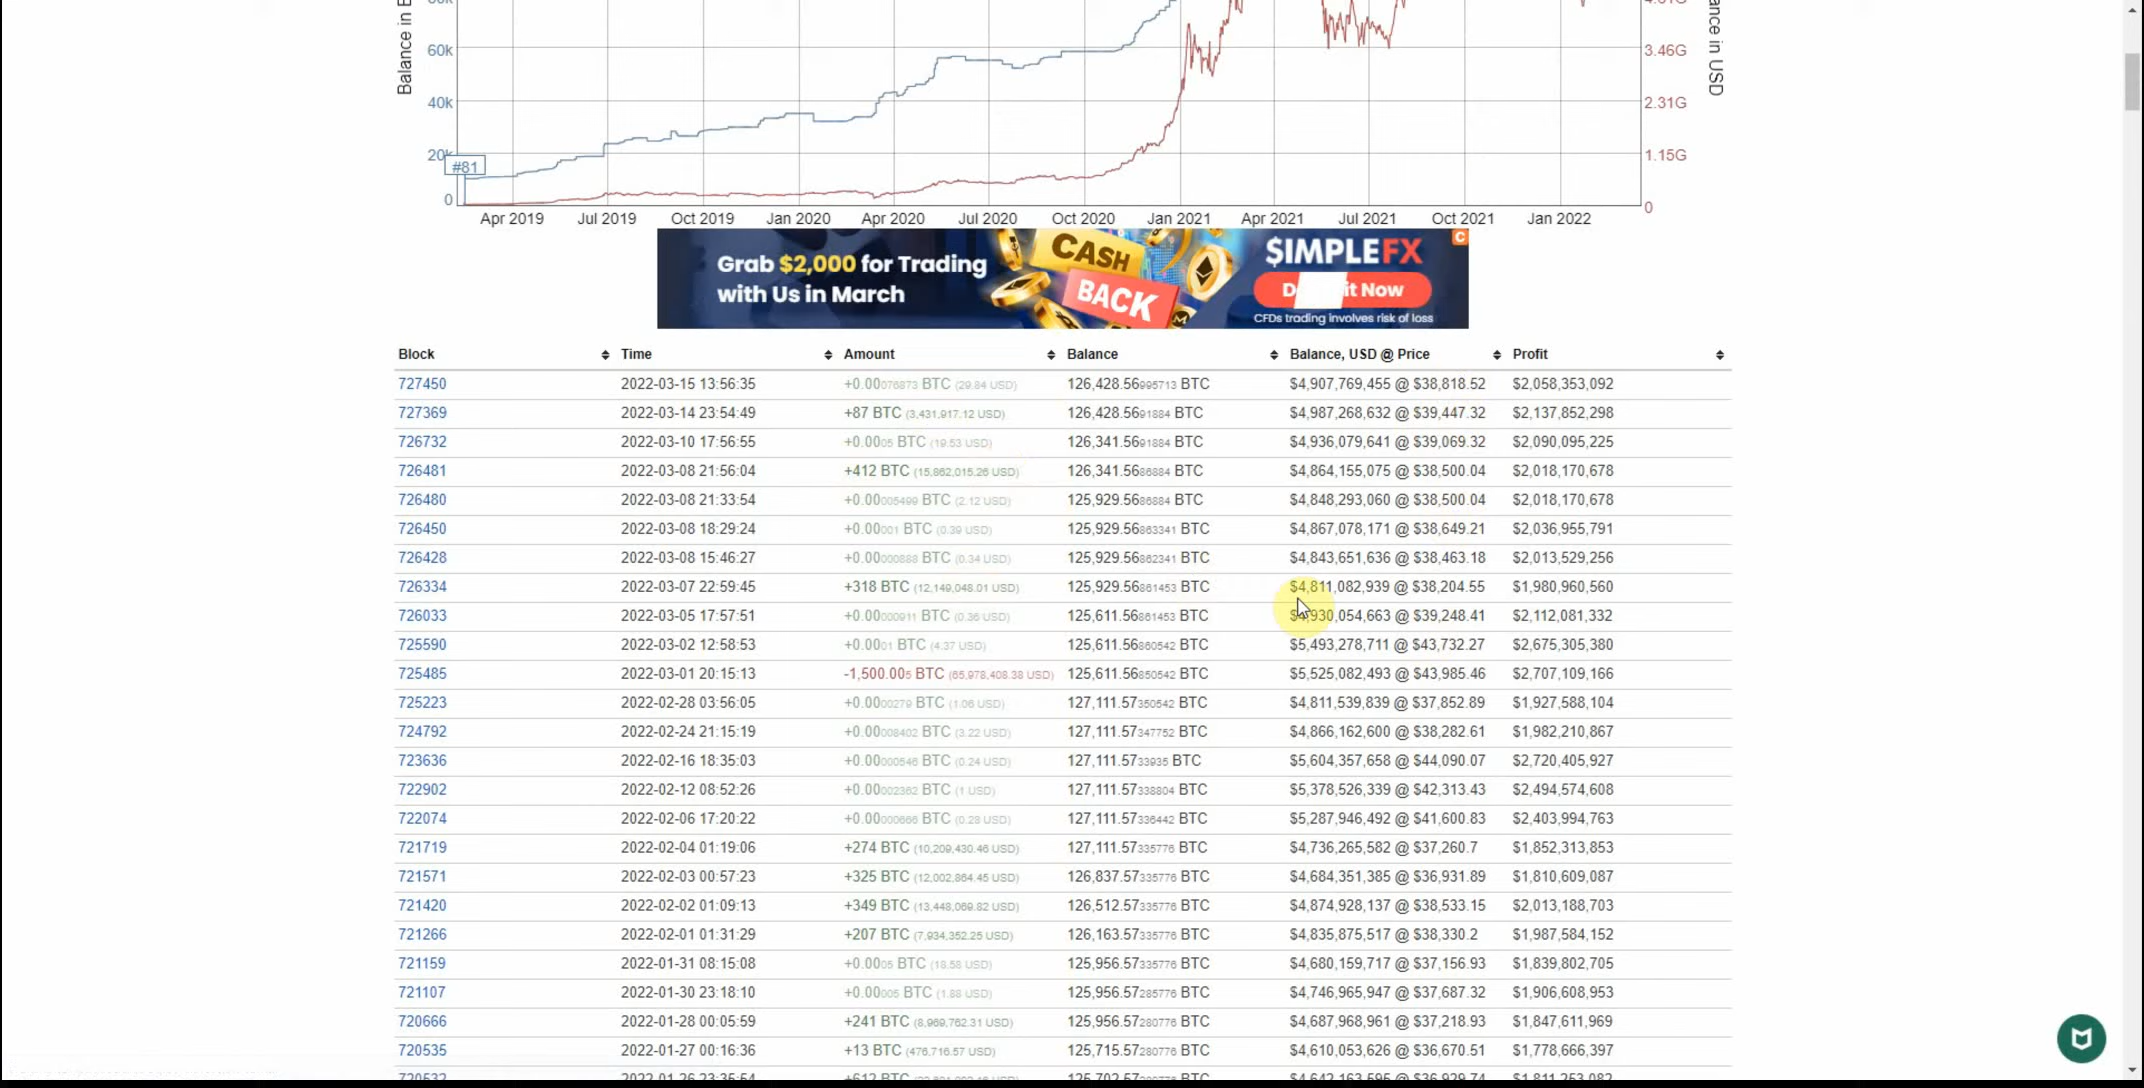 Balance in B
60k
40k
20k
0
#81
3.46G
2.31G
1.15G
0
ance in USD
Apr 2019 Jul 2019 Oct 2019 Jan 2020 Apr 2020 Jul 2020 Oct 2020 Jan 2021 Apr 2021 Jul 2021 Oct 2021 Jan 2022
Grab $2,000 for Trading
with Us in March
CASH
BACK
$IMPLEFX
D it Now
CFDs trading involves risk of loss
Block Time Amount Balance Balance, USD @ Price Profit
727450 2022-03-15 13:56:35 +0.00076873 BTC (29.84 USD) 126,428.56995713 BTC $4,907,769,455 @ $38,818.52 $2,058,353,092
727369 2022-03-14 23:54:49 +87 BTC (3,431,917.12 USD) 126,428.5691884 BTC $4,987,268,632 @ $39,447.32 $2,137,852,298
726732 2022-03-10 17:56:55 +0.0005 BTC (19.53 USD) 126,341.5691884 BTC $4,936,079,641 @ $39,069.32 $2,090,095,225
726481 2022-03-08 21:56:04 +412 BTC (15,862,015.26 USD) 126,341.5686884 BTC $4,864,155,075 @ $38,500.04 $2,018,170,678
726480 2022-03-08 21:33:54 +0.00005499 BTC (2.12 USD) 125,929.5686884 BTC $4,848,293,060 @ $38,500.04 $2,018,170,678
726450 2022-03-08 18:29:24 +0.00001 BTC (0.39 USD) 125,929.56863341 BTC $4,867,078,171 @ $38,649.21 $2,036,955,791
726428 2022-03-08 15:46:27 +0.00000888 BTC (0.34 USD) 125,929.56862341 BTC $4,843,651,636 @ $38,463.18 $2,013,529,256
726334 2022-03-07 22:59:45 +318 BTC (12,149,048.01 USD) 125,929.56861453 BTC $4,811,082,939 @ $38,204.55 $1,980,960,560
726033 2022-03-05 17:57:51 +0.00000911 BTC (0.36 USD) 125,611.56861453 BTC $4,930,054,663 @ $39,248.41 $2,112,081,332
725590 2022-03-02 12:58:53 +0.0001 BTC (4.37 USD) 125,611.56860542 BTC $5,493,278,711 @ $43,732.27 $2,675,305,380
725485 2022-03-01 20:15:13 -1,500.005 BTC (65,978,408.38 USD) 125,611.56850542 BTC $5,525,082,493 @ $43,985.46 $2,707,109,166
725223 2022-02-28 03:56:05 +0.0000279 BTC (1.06 USD) 127,111.57350542 BTC $4,811,539,839 @ $37,852.89 $1,927,588,104
724792 2022-02-24 21:15:19 +0.00008402 BTC (3.22 USD) 127,111.57347752 BTC $4,866,162,600 @ $38,282.61 $1,982,210,867
723636 2022-02-16 18:35:03 +0.00000546 BTC (0.24 USD) 127,111.5733935 BTC $5,604,357,658 @ $44,090.07 $2,720,405,927
722902 2022-02-12 08:52:26 +0.00002362 BTC (1 USD) 127,111.57338804 BTC $5,378,526,339 @ $42,313.43 $2,494,574,608
722074 2022-02-06 17:20:22 +0.00000666 BTC (0.28 USD) 127,111.57336442 BTC $5,287,946,492 @ $41,600.83 $2,403,994,763
721719 2022-02-04 01:19:06 +274 BTC (10,209,430.46 USD) 127,111.57335776 BTC $4,736,265,582 @ $37,260.7 $1,852,313,853
721571 2022-02-03 00:57:23 +325 BTC (12,002,864.45 USD) 126,837.57335776 BTC $4,684,351,385 @ $36,931.89 $1,810,609,087
721420 2022-02-02 01:09:13 +349 BTC (13,448,069.82 USD) 126,512.57335776 BTC $4,874,928,137 @ $38,533.15 $2,013,188,703
721266 2022-02-01 01:31:29 +207 BTC (7,934,352.25 USD) 126,163.57335776 BTC $4,835,875,517 @ $38,330.2 $1,987,584,152
721159 2022-01-31 08:15:08 +0.0005 BTC (18.58 USD) 125,956.57335776 BTC $4,680,159,717 @ $37,156.93 $1,839,802,705
721107 2022-01-30 23:18:10 +0.00005 BTC (1.88 USD) 125,956.57285776 BTC $4,746,965,947 @ $37,687.32 $1,906,608,953
720666 2022-01-28 00:05:59 +241 BTC (8,969,762.31 USD) 125,956.57280776 BTC $4,687,968,961 @ $37,218.93 $1,847,611,969
720535 2022-01-27 00:16:36 +13 BTC (476,716.57 USD) 125,715.57280776 BTC $4,610,053,626 @ $36,670.51 $1,778,666,397